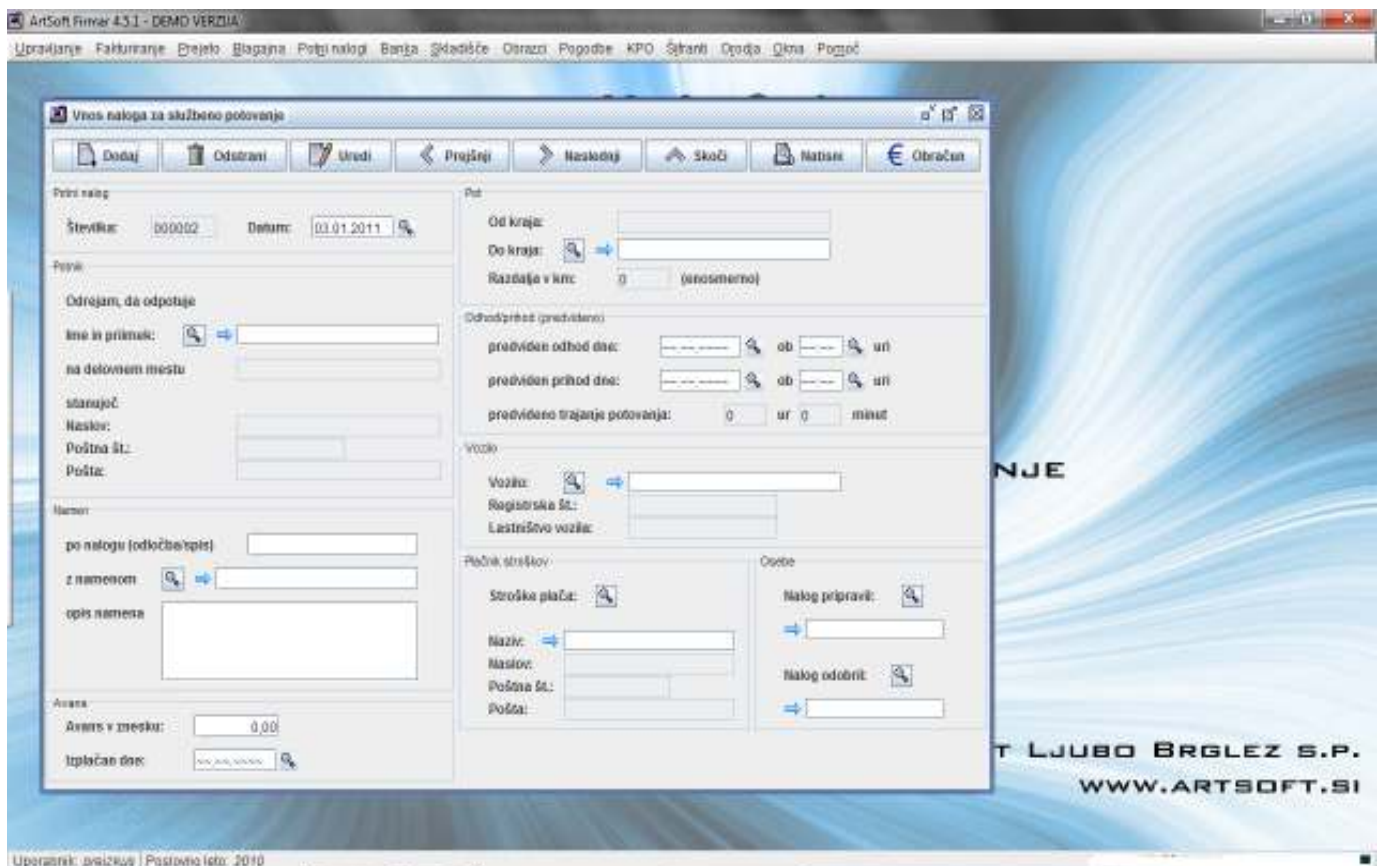 ArtSoft Firmar 4.5.1 - DEMO VERZIJA
Upravljanje Fakturiranje Prejeto Blagajna Potni nalogi Banka Skladišče Obrazci Pogodbe KPO Šifranti Orodja Okna Pomoč
Vnos naloga za službeno potovanje
Dodaj Odstrani Uredi Prejšnji Naslednji Skoči Natisni Obračun
Potni nalog
Številka: 000002 Datum: 03.01.2011
Potnik
Odrejam, da odpotuje
Ime in priimek:
na delovnem mestu
stanujoč
Naslov:
Poštna št.:
Pošta:
Namen
po nalogu (odločba/spis)
z namenom
opis namena
Avans
Avans v znesku: 0,00
Izplačan dne: --.--.----
Pot
Od kraja:
Do kraja:
Razdalja v km: 0 (enosmerno)
Odhod/prihod (predvideno)
predviden odhod dne: --.--.---- ob --:-- uri
predviden prihod dne: --.--.---- ob --:-- uri
predvideno trajanje potovanja: 0 ur 0 minut
Vozilo
Vozilo:
Registrska št.:
Lastništvo vozila:
Plačnik stroškov
Stroške plača:
Naziv:
Naslov:
Poštna št.:
Pošta:
Osebe
Nalog pripravil:
Nalog odobril:
NJE
T LJUBO BRGLEZ S.P.
WWW.ARTSOFT.SI
Uporabnik: preizkus | Poslovno leto: 2010